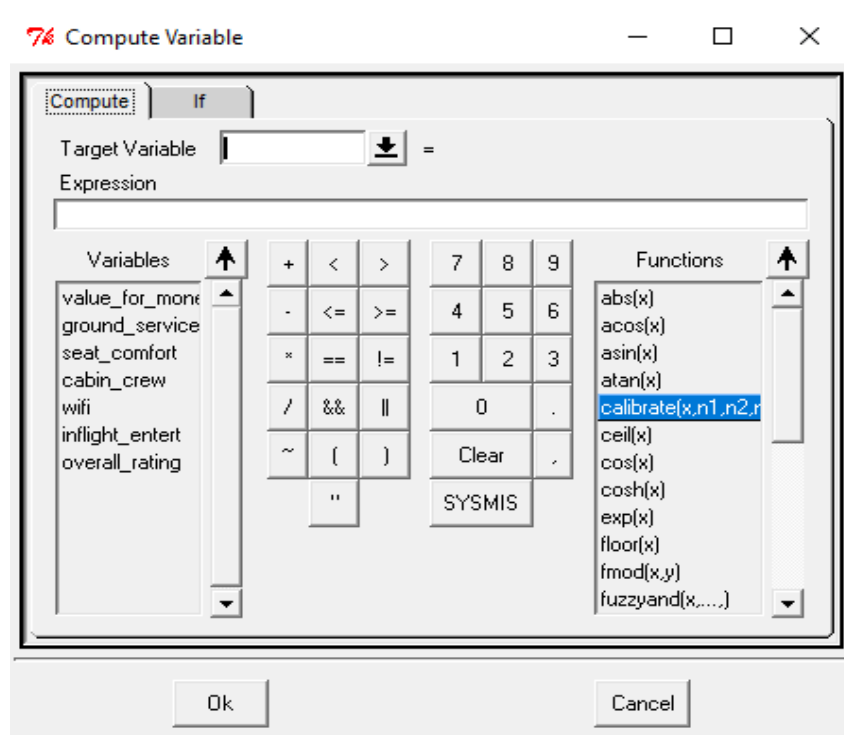 7% Compute Variable
Compute If
Target Variable =
Expression
Variables
value_for_mone
ground_service
seat_comfort
cabin_crew
wifi
inflight_entert
overall_rating
+ < >
- <= >=
* == !=
/ && ||
~ ( )
"
7 8 9
4 5 6
1 2 3
0 .
Clear ,
SYSMIS
Functions
abs(x)
acos(x)
asin(x)
atan(x)
calibrate(x,n1,n2,r
ceil(x)
cos(x)
cosh(x)
exp(x)
floor(x)
fmod(x,y)
fuzzyand(x,...,)
Ok Cancel